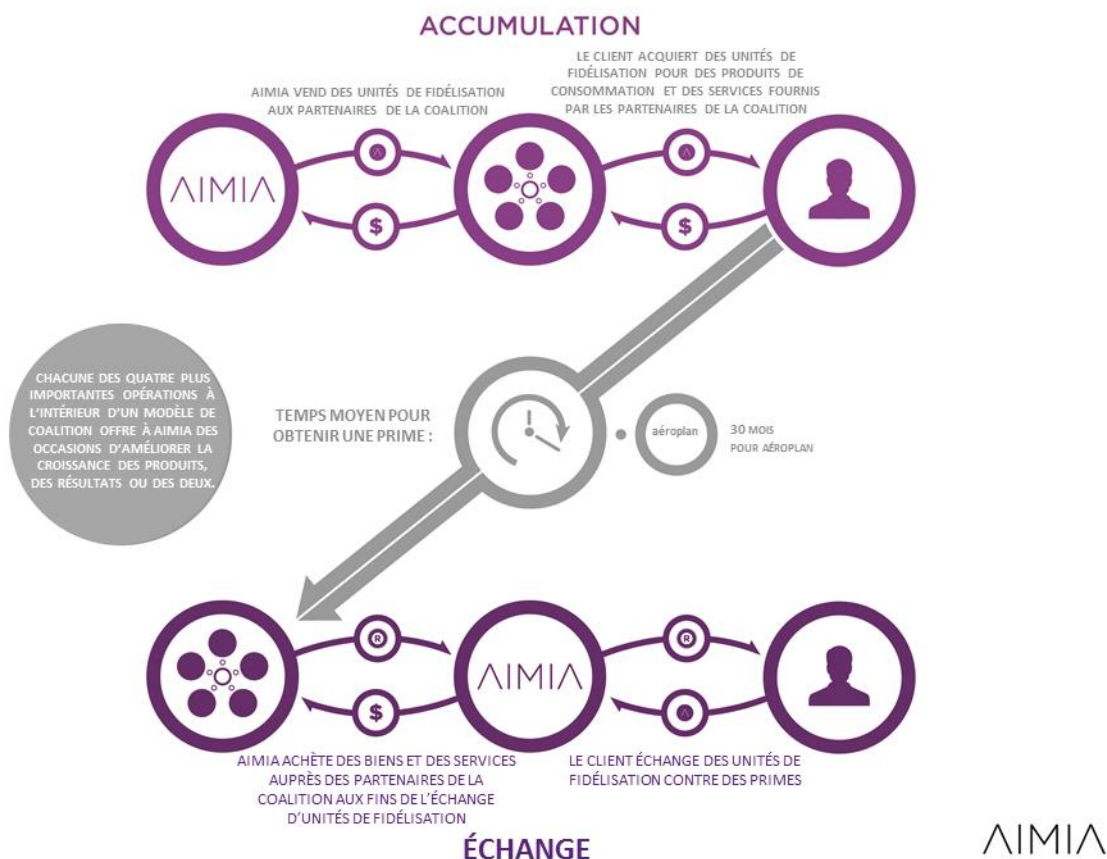 ACCUMULATION
AIMIA VEND DES UNITÉS DE FIDÉLISATION
AUX PARTENAIRES DE LA COALITION
LE CLIENT ACQUIERT DES UNITÉS DE
FIDÉLISATION POUR DES PRODUITS DE
CONSOMMATION ET DES SERVICES FOURNIS
PAR LES PARTENAIRES DE LA COALITION
AIMIA
$
$
CHACUNE DES QUATRE PLUS
IMPORTANTES OPÉRATIONS À
L'INTÉRIEUR D'UN MODÈLE DE
COALITION OFFRE À AIMIA DES
OCCASIONS D'AMÉLIORER LA
CROISSANCE DES PRODUITS,
DES RÉSULTATS OU DES DEUX.
TEMPS MOYEN POUR
OBTENIR UNE PRIME :
aéroplan
30 MOIS
POUR AÉROPLAN
R
R
AIMIA
$
AIMIA ACHÈTE DES BIENS ET DES SERVICES
AUPRÈS DES PARTENAIRES DE LA
COALITION AUX FINS DE L'ÉCHANGE
D'UNITÉS DE FIDÉLISATION
LE CLIENT ÉCHANGE DES UNITÉS DE
FIDÉLISATION CONTRE DES PRIMES
ÉCHANGE
AIMIA